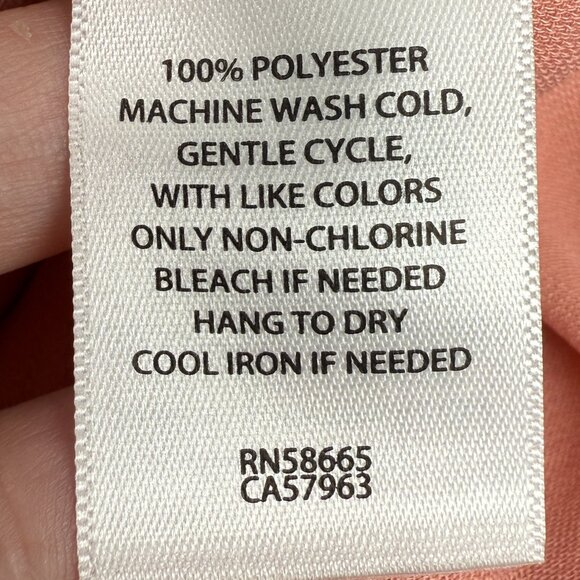 100% POLYESTER
MACHINE WASH COLD,
GENTLE CYCLE,
WITH LIKE COLORS
ONLY NON-CHLORINE
BLEACH IF NEEDED
HANG TO DRY
COOL IRON IF NEEDED
RN58665
CA57963